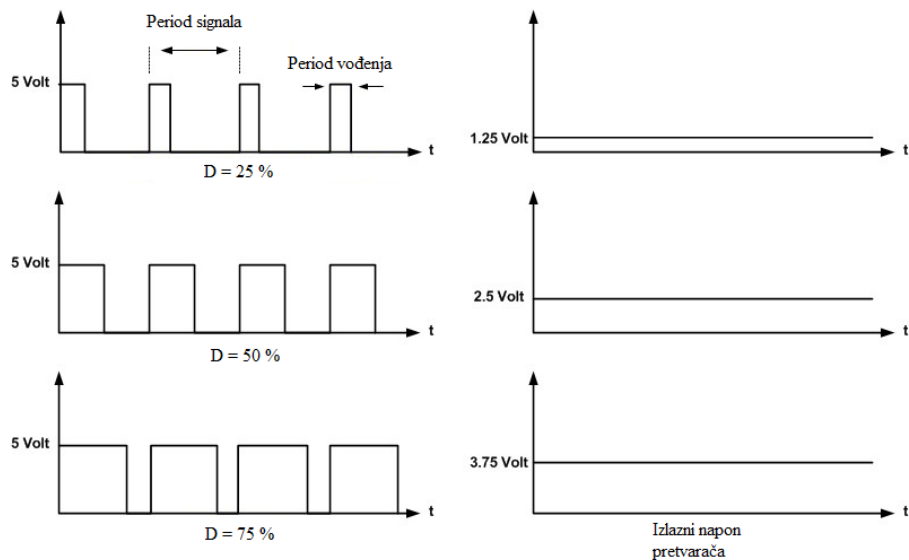 Period signala
Period vođenja
5 Volt
t
D = 25 %
1.25 Volt
t
5 Volt
t
D = 50 %
2.5 Volt
t
5 Volt
t
D = 75 %
3.75 Volt
t
Izlazni napon
pretvarača